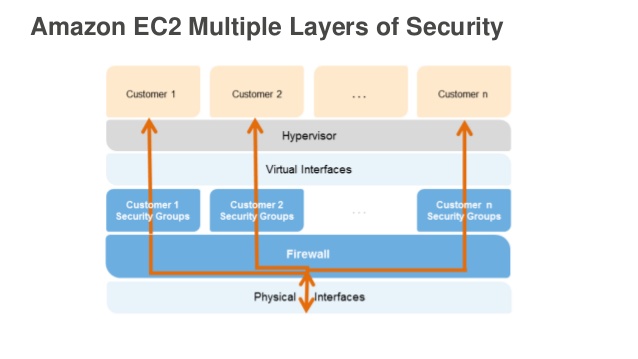 Amazon EC2 Multiple Layers of Security
Customer 1
Customer 2
...
Customer n
Hypervisor
Virtual Interfaces
Customer 1
Security Groups
Customer 2
Security Groups
...
Customer n
Security Groups
Firewall
Physical Interfaces